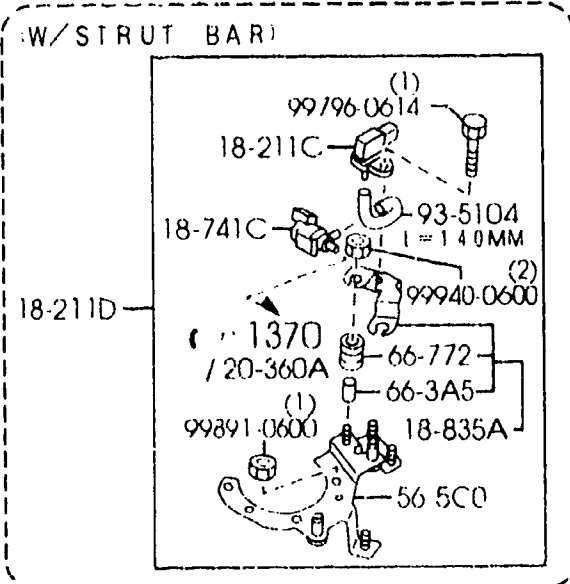 (W/STRUT BAR)
(1)
99796-0614
18-211C
93-5104
18-741C
L=140MM
(2)
99940-0600
18-211D
1370
/20-360A
66-772
66-3A5
(1)
99891-0600
18-835A
56-5C0